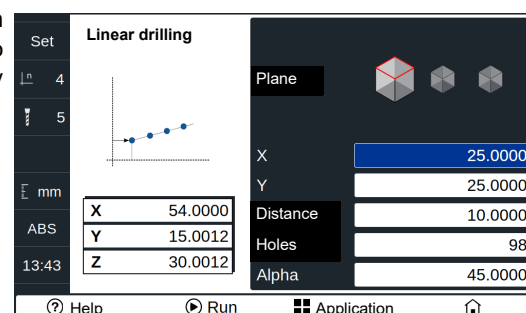 Set
Linear drilling
n
4
Plane
5
X 25.0000
mm
Y 25.0000
X 54.0000
Distance 10.0000
ABS
Y 15.0012
Holes 98
13:43
Z 30.0012
Alpha 45.0000
? Help
Run
Application